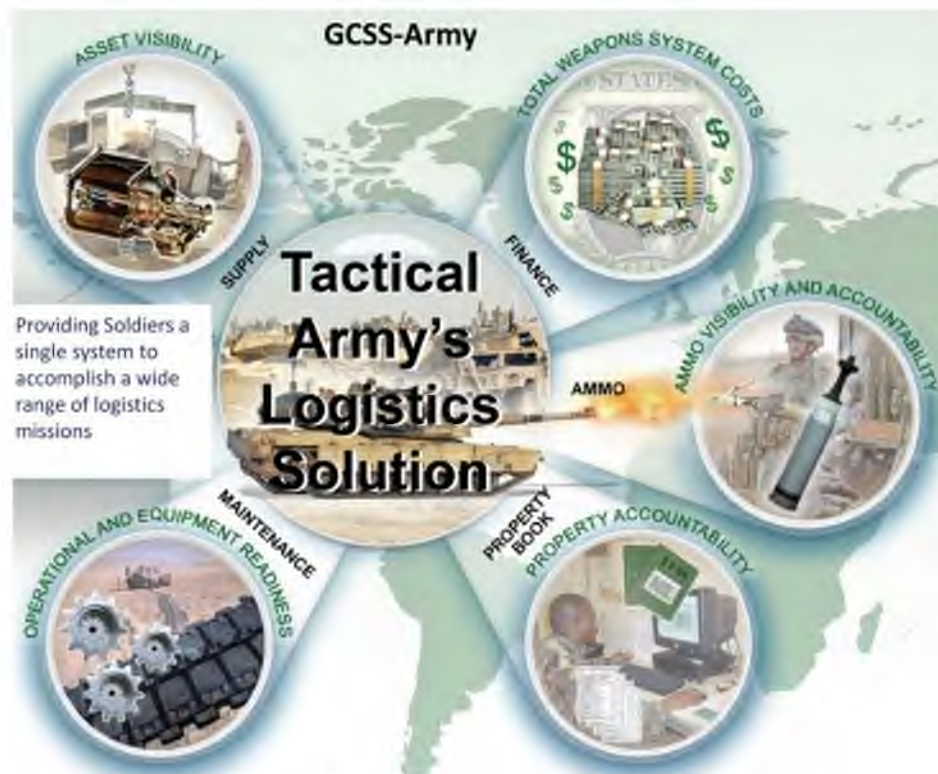 GCSS-Army
ASSET VISIBILITY
TOTAL WEAPONS SYSTEM COSTS
STATES
SUPPLY
FINANCE
Tactical
Army's
Logistics
Solution
Providing Soldiers a
single system to
accomplish a wide
range of logistics
missions
AMMO
AMMO VISIBILITY AND ACCOUNTABILITY
MAINTENANCE
PROPERTY
BOOK
OPERATIONAL AND EQUIPMENT READINESS
PROPERTY ACCOUNTABILITY